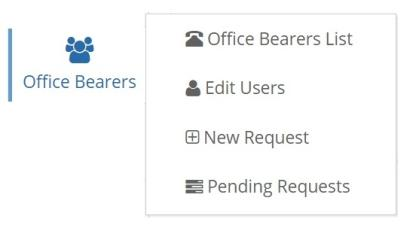 Office Bearers
Office Bearers List
Edit Users
New Request
Pending Requests